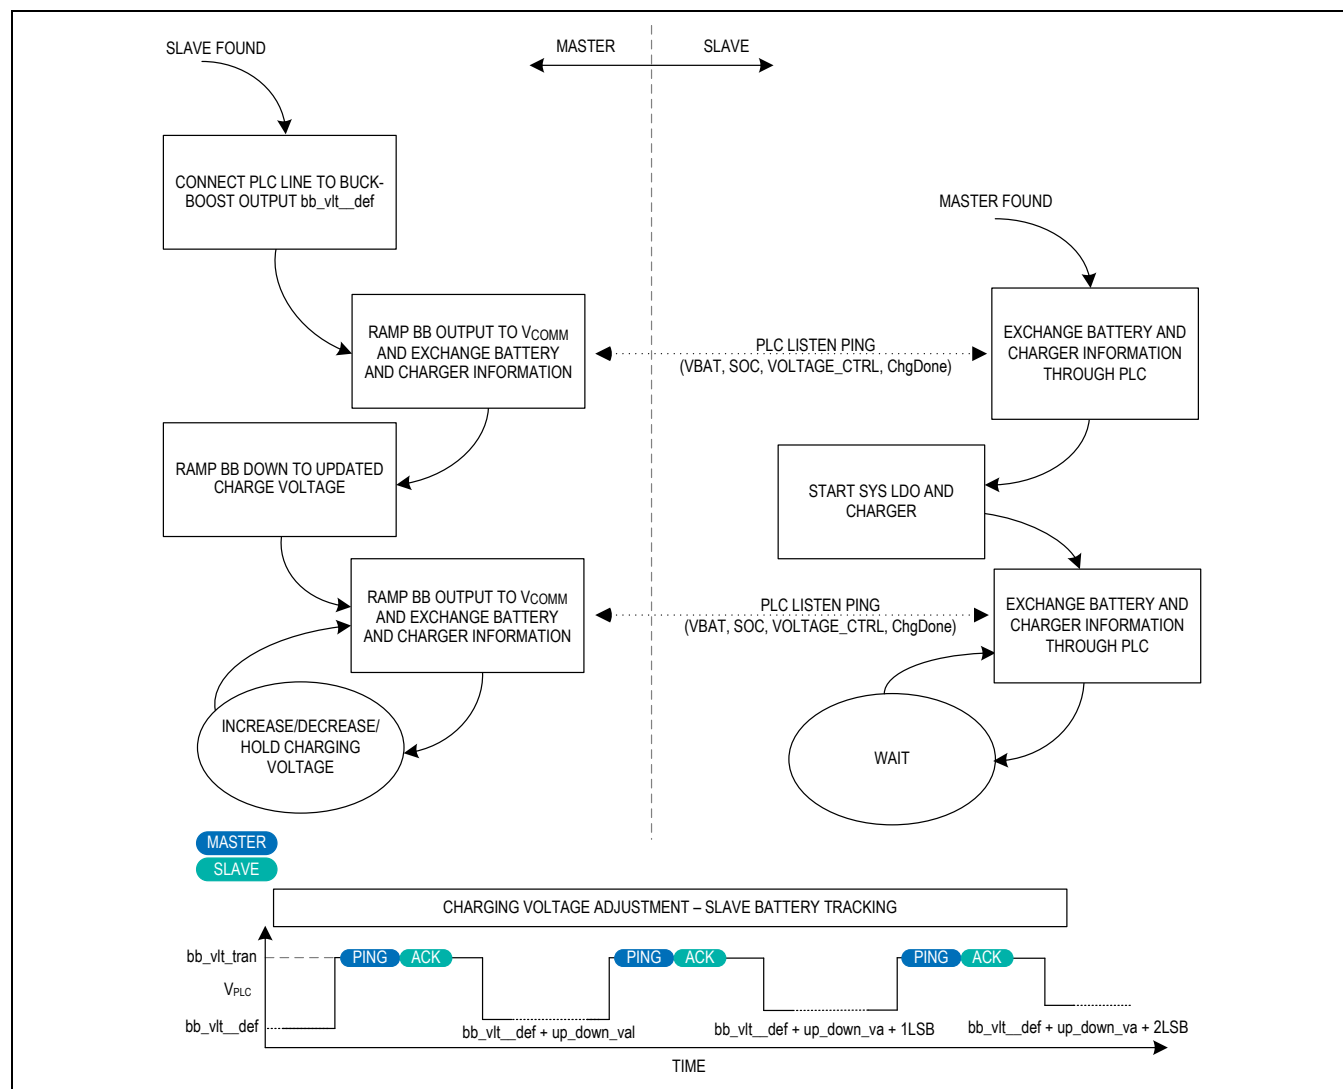 SLAVE FOUND
MASTER
SLAVE
CONNECT PLC LINE TO BUCK-
BOOST OUTPUT bb_vlt__def
MASTER FOUND
RAMP BB OUTPUT TO VCOMM
AND EXCHANGE BATTERY
AND CHARGER INFORMATION
PLC LISTEN PING
(VBAT, SOC, VOLTAGE_CTRL, ChgDone)
EXCHANGE BATTERY AND
CHARGER INFORMATION
THROUGH PLC
RAMP BB DOWN TO UPDATED
CHARGE VOLTAGE
START SYS LDO AND
CHARGER
RAMP BB OUTPUT TO VCOMM
AND EXCHANGE BATTERY
AND CHARGER INFORMATION
PLC LISTEN PING
(VBAT, SOC, VOLTAGE_CTRL, ChgDone)
EXCHANGE BATTERY AND
CHARGER INFORMATION
THROUGH PLC
INCREASE/DECREASE/
HOLD CHARGING
VOLTAGE
WAIT
MASTER
SLAVE
CHARGING VOLTAGE ADJUSTMENT – SLAVE BATTERY TRACKING
bb_vlt_tran
PING ACK
PING ACK
PING ACK
VPLC
bb_vlt__def
bb_vlt__def + up_down_val
bb_vlt__def + up_down_va + 1LSB
bb_vlt__def + up_down_va + 2LSB
TIME